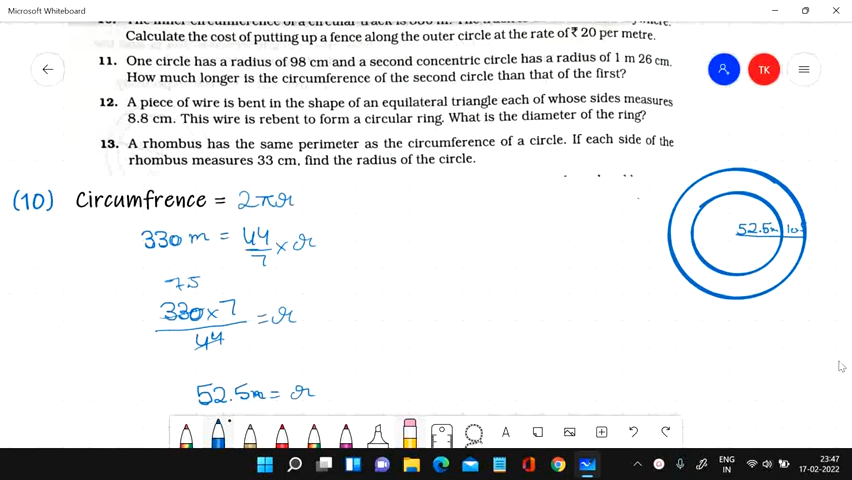 Microsoft Whiteboard
Calculate the cost of putting up a fence along the outer circle at the rate of ₹ 20 per metre.
11. One circle has a radius of 98 cm and a second concentric circle has a radius of 1 m 26 cm.
How much longer is the circumference of the second circle than that of the first?
12. A piece of wire is bent in the shape of an equilateral triangle each of whose sides measures
8.8 cm. This wire is rebent to form a circular ring. What is the diameter of the ring?
13. A rhombus has the same perimeter as the circumference of a circle. If each side of the
rhombus measures 33 cm, find the radius of the circle.
TK
(10) Circumfrence = 2πr
330 m = 44/7 × r
75
330 × 7 / 44 = r
52.5m = r
52.5m 10
A
ENG
IN
23:47
17-02-2022